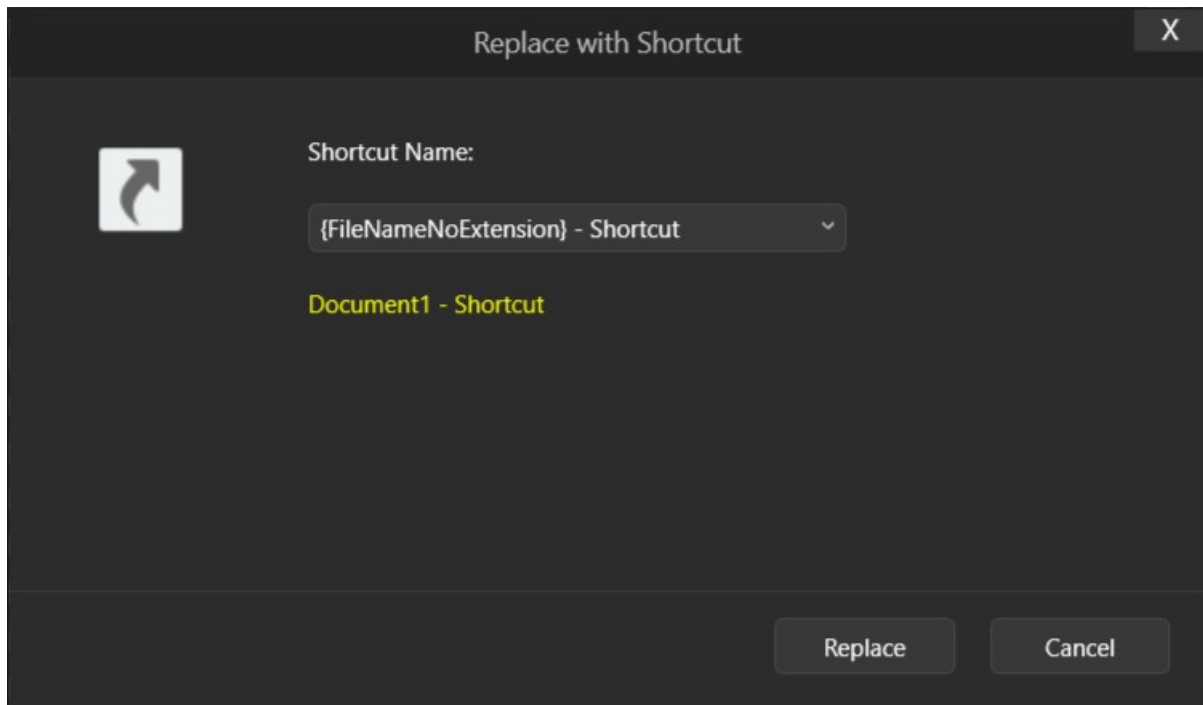 Replace with Shortcut
X
Shortcut Name:
{FileNameNoExtension} - Shortcut
Document1 - Shortcut
Replace
Cancel